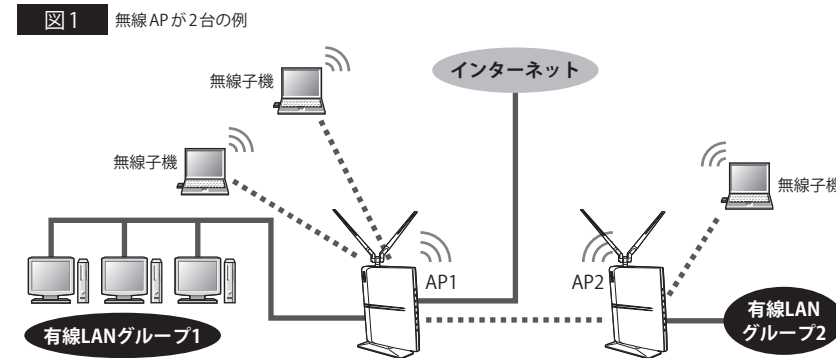 図1 無線APが2台の例
インターネット
無線子機
無線子機
無線子機
AP1
AP2
有線LANグループ1
有線LAN
グループ2